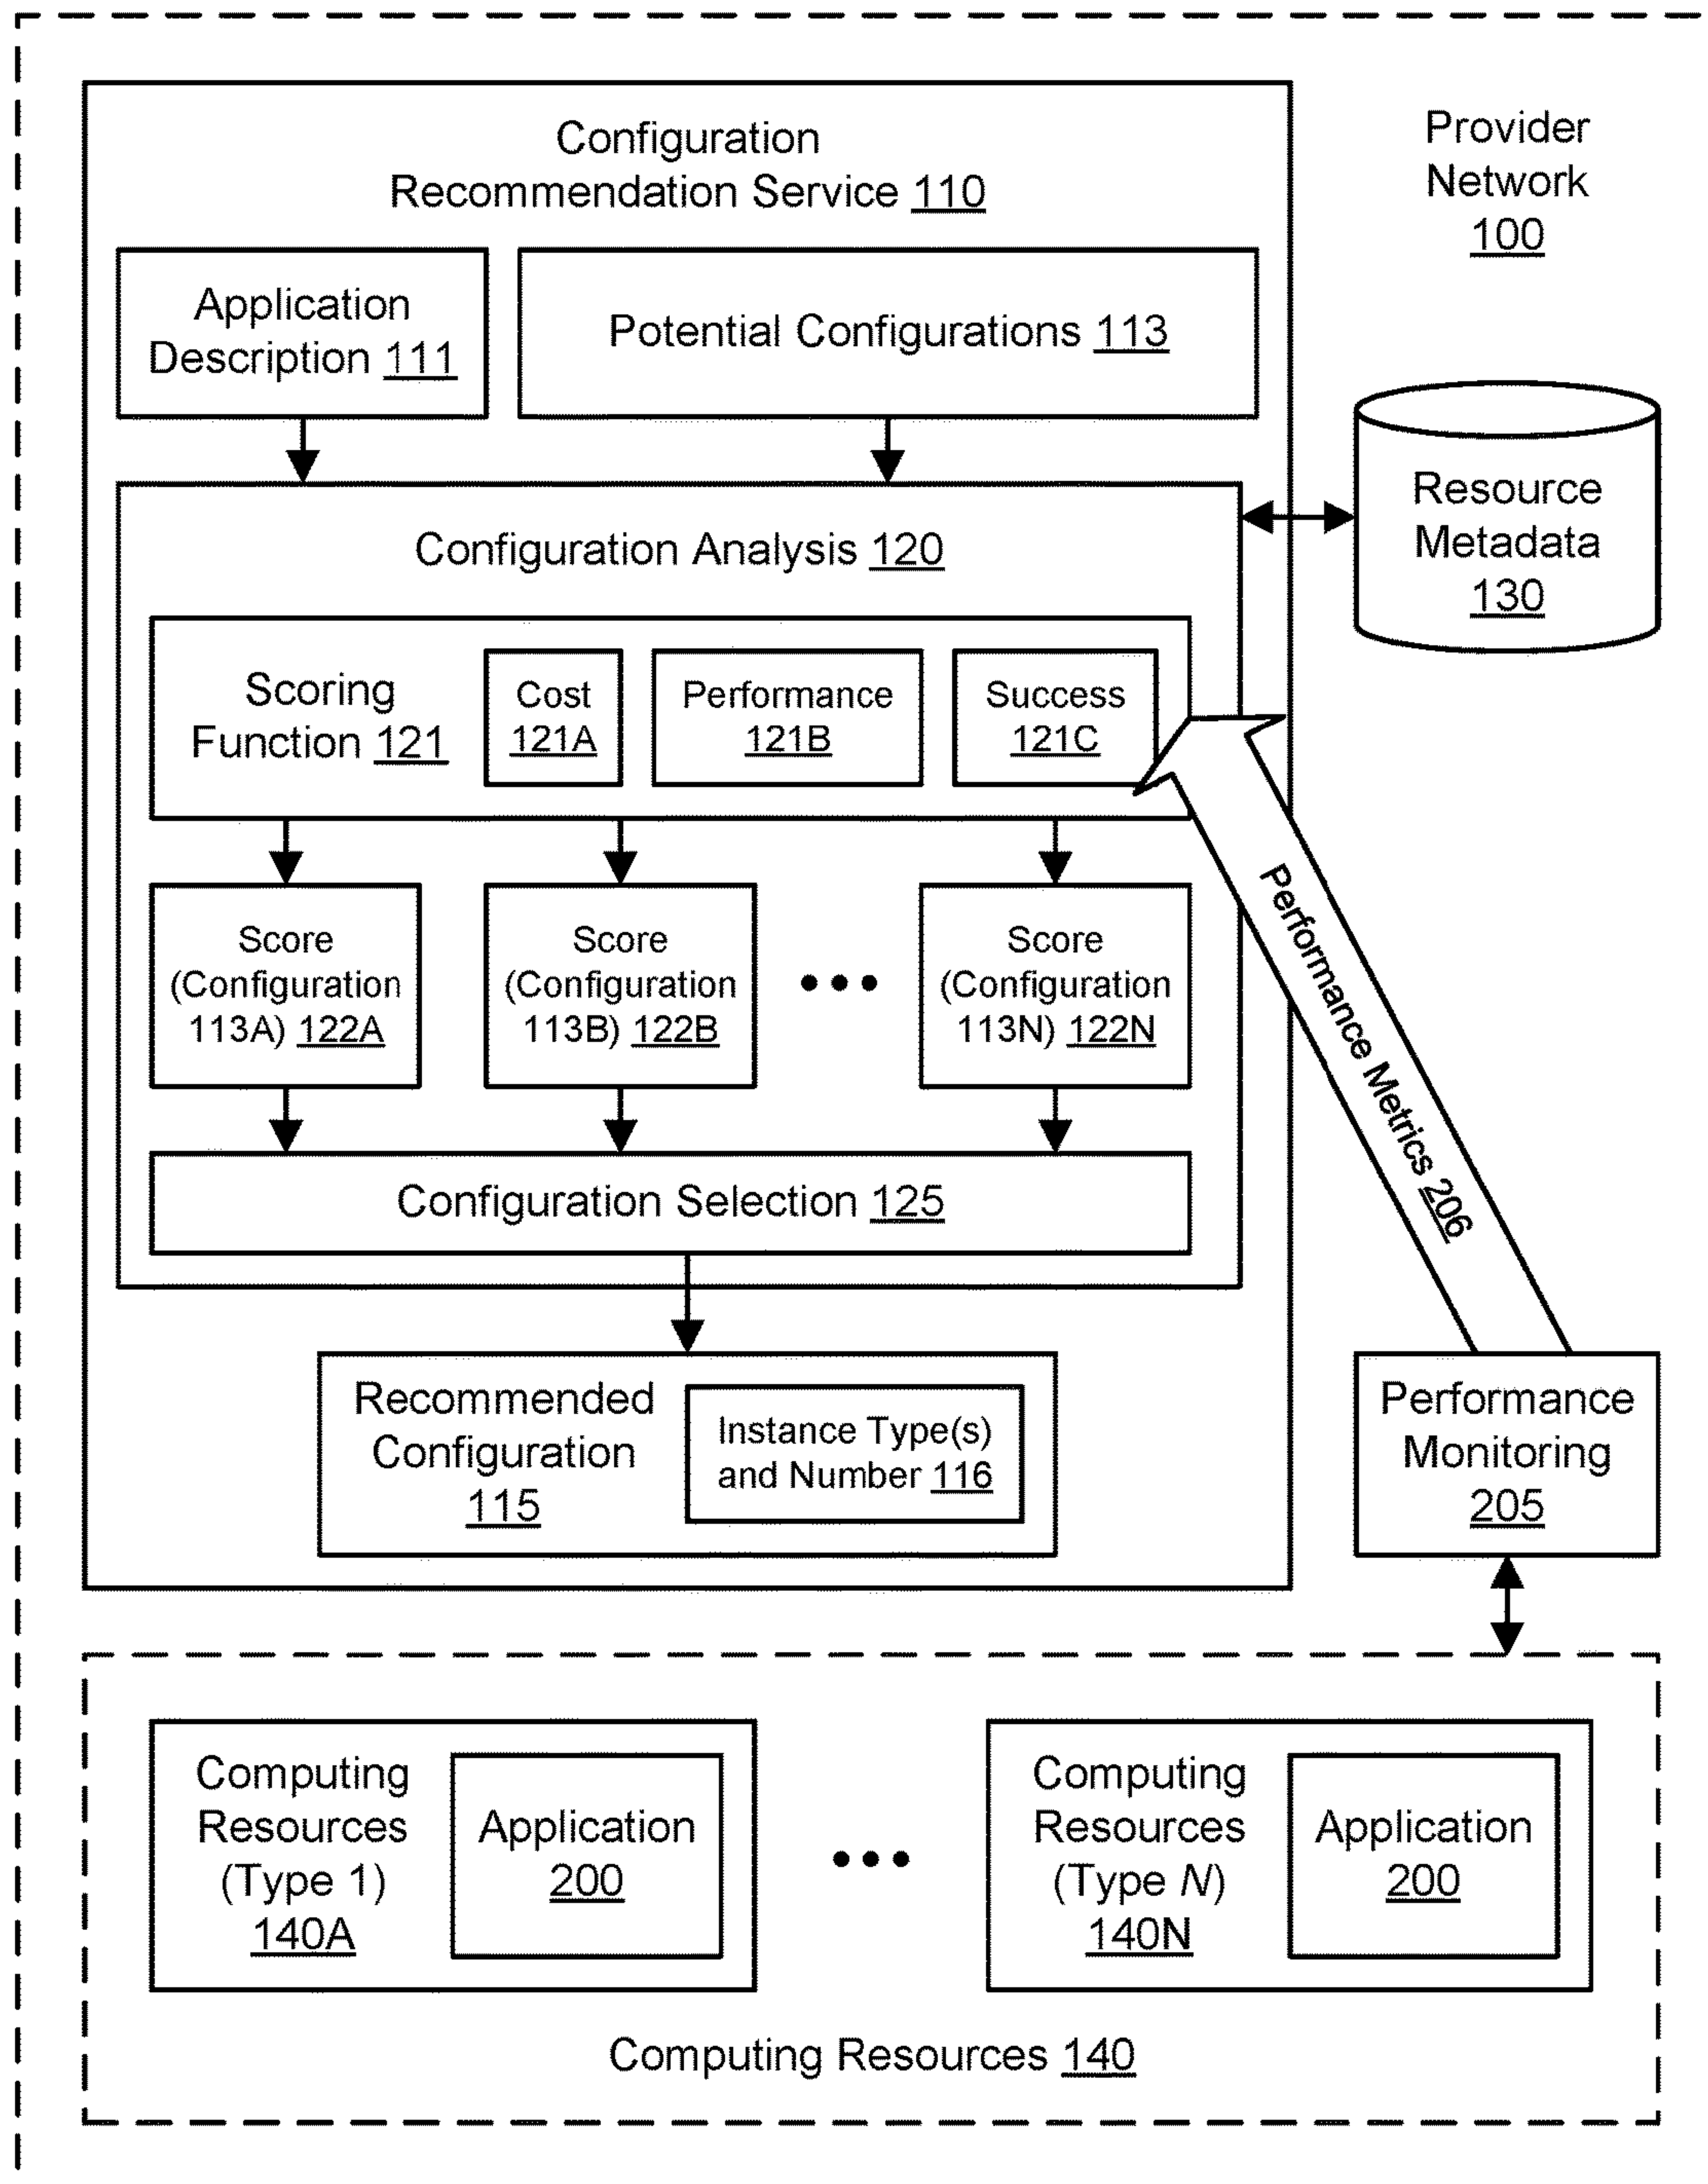 Configuration
Recommendation Service 110
Provider
Network
100
Application
Description 111
Potential Configurations 113
Resource
Metadata
130
Configuration Analysis 120
Scoring
Function 121
Cost
121A
Performance
121B
Success
121C
Score
(Configuration
113A) 122A
Score
(Configuration
113B) 122B
Score
(Configuration
113N) 122N
Performance Metrics 206
Configuration Selection 125
Recommended
Configuration
115
Instance Type(s)
and Number 116
Performance
Monitoring
205
Computing
Resources
(Type 1)
140A
Application
200
Computing
Resources
(Type N)
140N
Application
200
Computing Resources 140